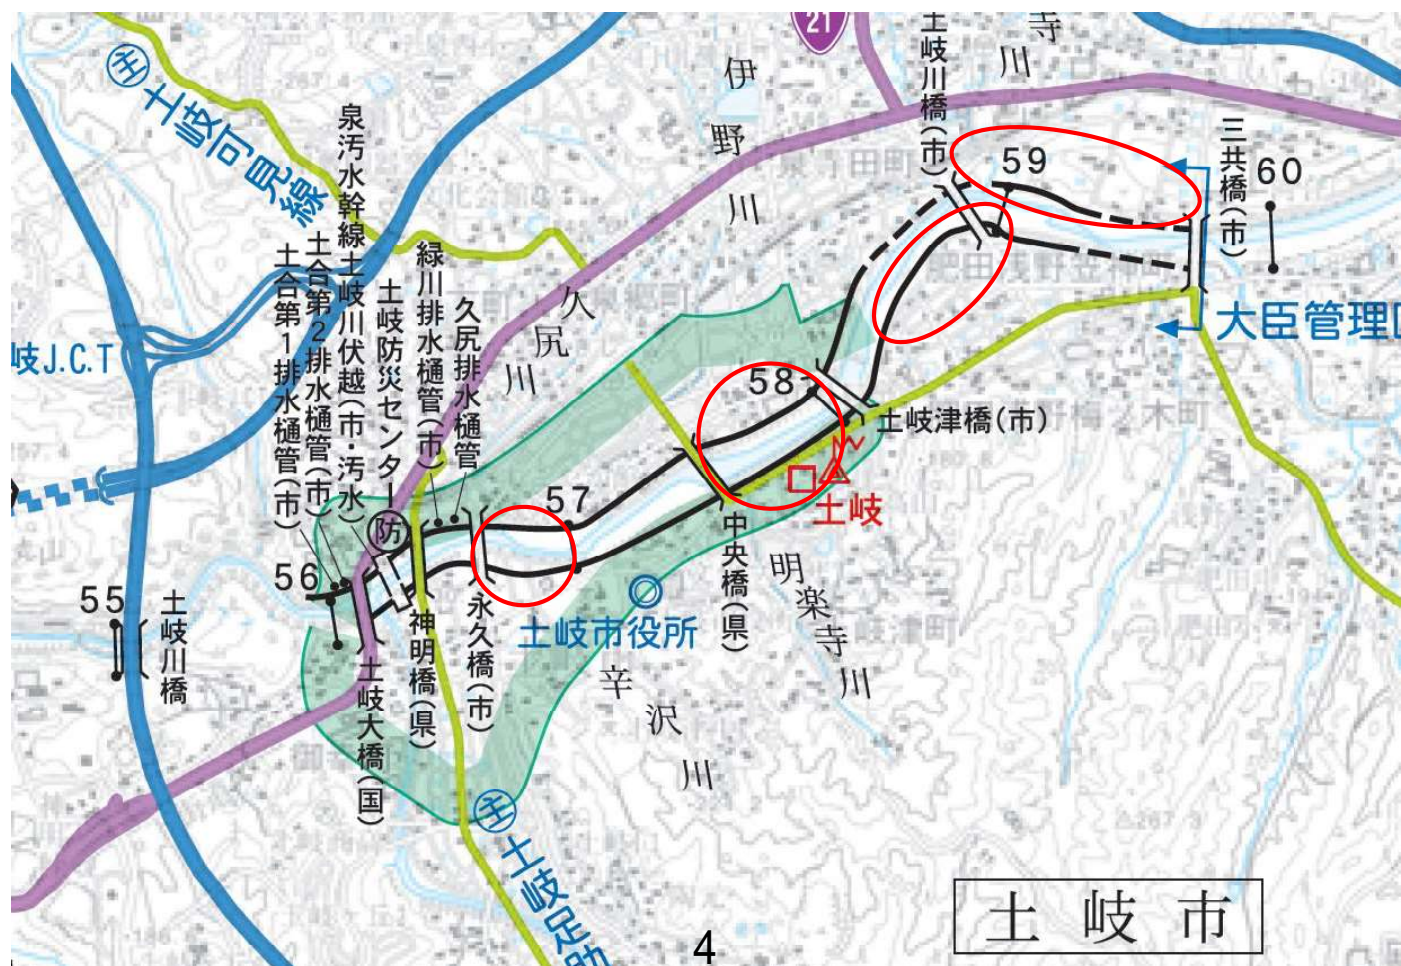 21
土岐川橋(市)
寺川
伊野川
三共橋(市)
59
60
主
土岐可児線
泉汚水幹線土岐川伏越(市・汚水)
土合第2排水樋管(市)
土合第1排水樋管(市)
土岐防災センター
緑川排水樋管(市)
久尻排水樋管
久尻川
大臣管理区
岐J.C.T
58
土岐津橋(市)
土岐
57
防
中央橋(県)
56
55
土岐川橋
明楽寺川
土岐市役所
永久橋(市)
神明橋(県)
土岐大橋(国)
辛沢川
主
土岐足助
土岐市
4